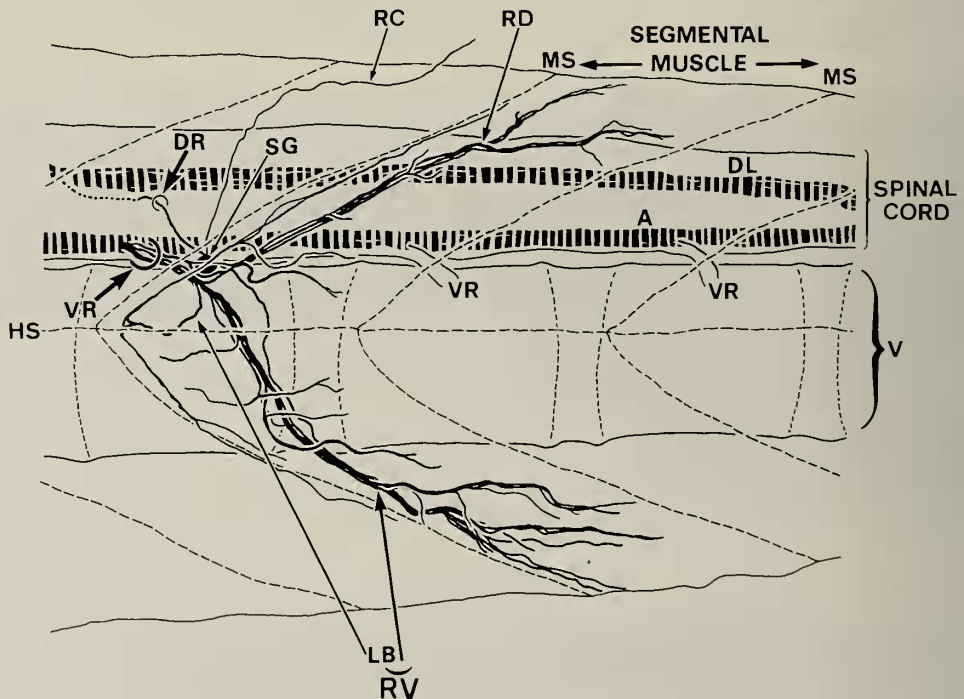 RC
RD
SEGMENTAL
MUSCLE
MS
MS
DR
SG
DL
A
SPINAL
CORD
VR
VR
VR
HS
V
LB
RV